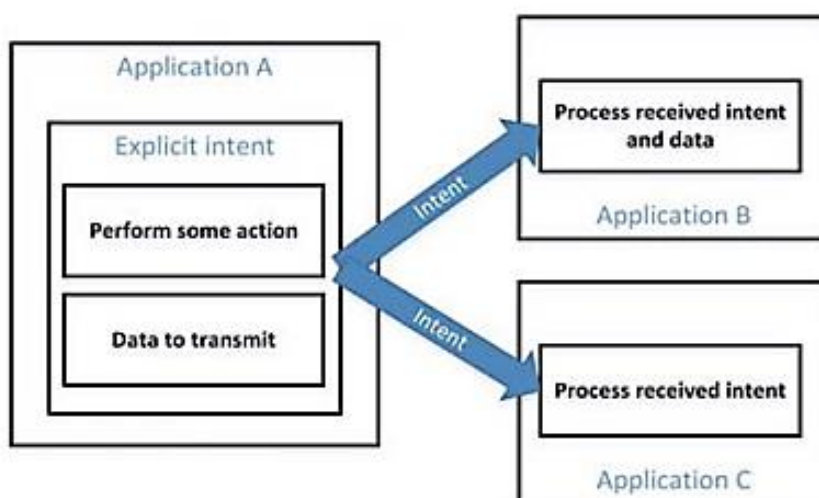 Application A
Explicit intent
Perform some action
Data to transmit
Intent
Intent
Process received intent
and data
Application B
Process received intent
Application C